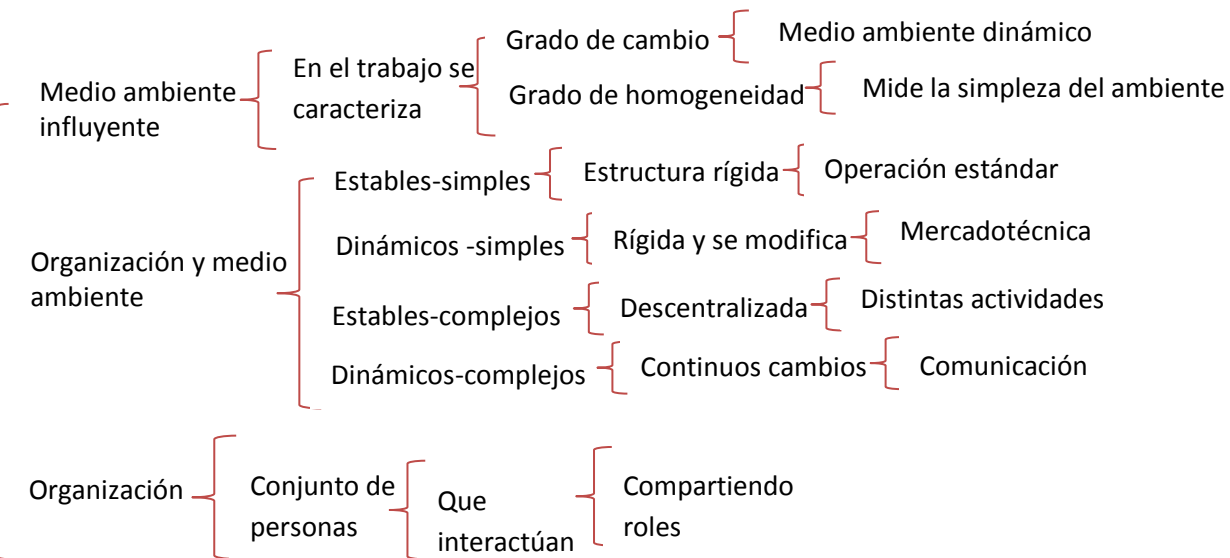 Medio ambiente
influyente
En el trabajo se
caracteriza
Grado de cambio
Medio ambiente dinámico
Grado de homogeneidad
Mide la simpleza del ambiente
Organización y medio
ambiente
Estables-simples
Estructura rígida
Operación estándar
Dinámicos -simples
Rígida y se modifica
Mercadotécnica
Estables-complejos
Descentralizada
Distintas actividades
Dinámicos-complejos
Continuos cambios
Comunicación
Organización
Conjunto de
personas
Que
interactúan
Compartiendo
roles